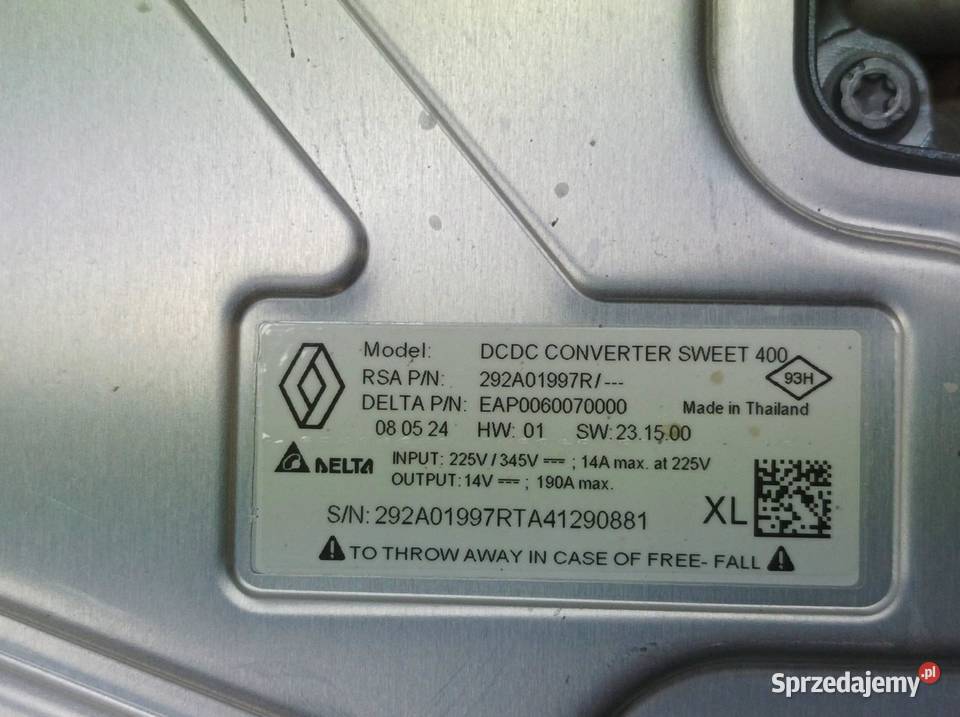 Model: DCDC CONVERTER SWEET 400
RSA P/N: 292A01997R/---
93H
DELTA P/N: EAP0060070000
Made in Thailand
08 05 24 HW: 01 SW: 23.15.00
DELTA
INPUT: 225V/345V ⎓ ; 14A max. at 225V
OUTPUT: 14V ⎓ ; 190A max.
XL
S/N: 292A01997RTA41290881
TO THROW AWAY IN CASE OF FREE- FALL
Sprzedajemy.pl